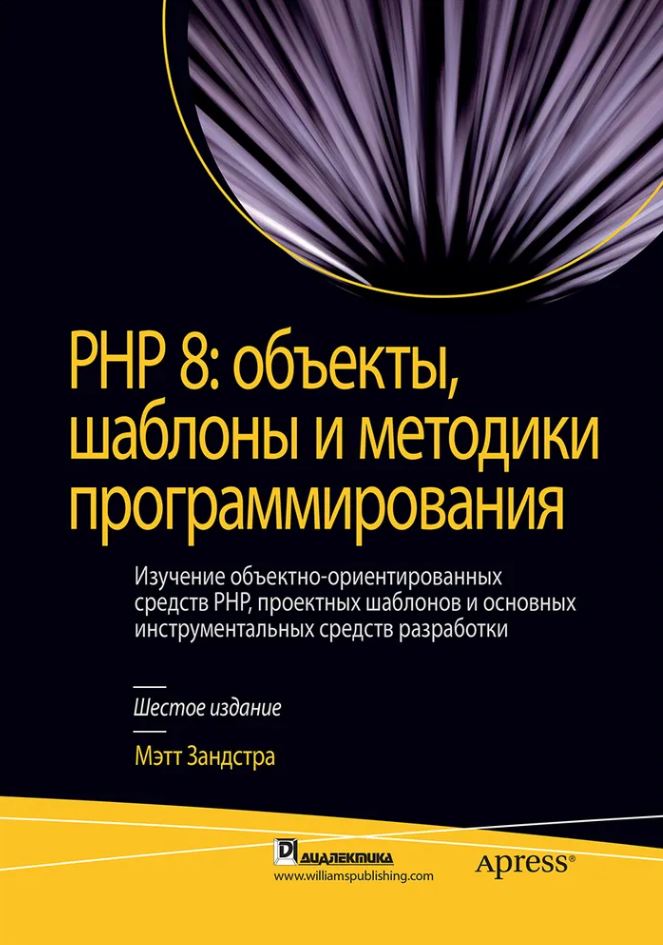 PHP 8: объекты,
шаблоны и методики
программирования
Изучение объектно-ориентированных
средств PHP, проектных шаблонов и основных
инструментальных средств разработки
Шестое издание
Мэтт Зандстра
ДИАЛЕКТИКА
www.williamspublishing.com
Apress®